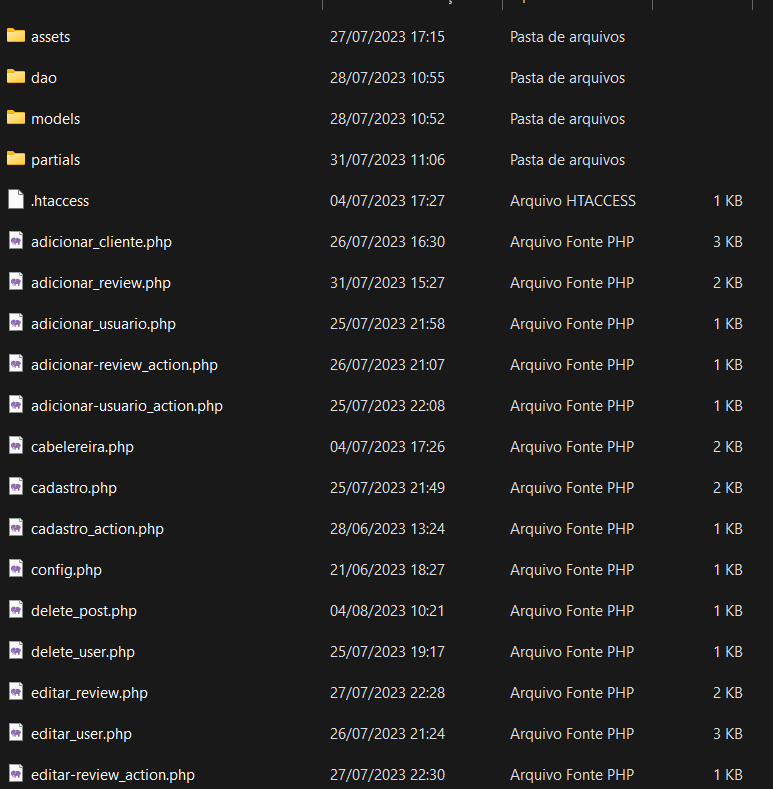 assets 27/07/2023 17:15 Pasta de arquivos
dao 28/07/2023 10:55 Pasta de arquivos
models 28/07/2023 10:52 Pasta de arquivos
partials 31/07/2023 11:06 Pasta de arquivos
.htaccess 04/07/2023 17:27 Arquivo HTACCESS 1 KB
adicionar_cliente.php 26/07/2023 16:30 Arquivo Fonte PHP 3 KB
adicionar_review.php 31/07/2023 15:27 Arquivo Fonte PHP 2 KB
adicionar_usuario.php 25/07/2023 21:58 Arquivo Fonte PHP 1 KB
adicionar-review_action.php 26/07/2023 21:07 Arquivo Fonte PHP 1 KB
adicionar-usuario_action.php 25/07/2023 22:08 Arquivo Fonte PHP 1 KB
cabelereira.php 04/07/2023 17:26 Arquivo Fonte PHP 2 KB
cadastro.php 25/07/2023 21:49 Arquivo Fonte PHP 2 KB
cadastro_action.php 28/06/2023 13:24 Arquivo Fonte PHP 1 KB
config.php 21/06/2023 18:27 Arquivo Fonte PHP 1 KB
delete_post.php 04/08/2023 10:21 Arquivo Fonte PHP 1 KB
delete_user.php 25/07/2023 19:17 Arquivo Fonte PHP 1 KB
editar_review.php 27/07/2023 22:28 Arquivo Fonte PHP 2 KB
editar_user.php 26/07/2023 21:24 Arquivo Fonte PHP 3 KB
editar-review_action.php 27/07/2023 22:30 Arquivo Fonte PHP 1 KB